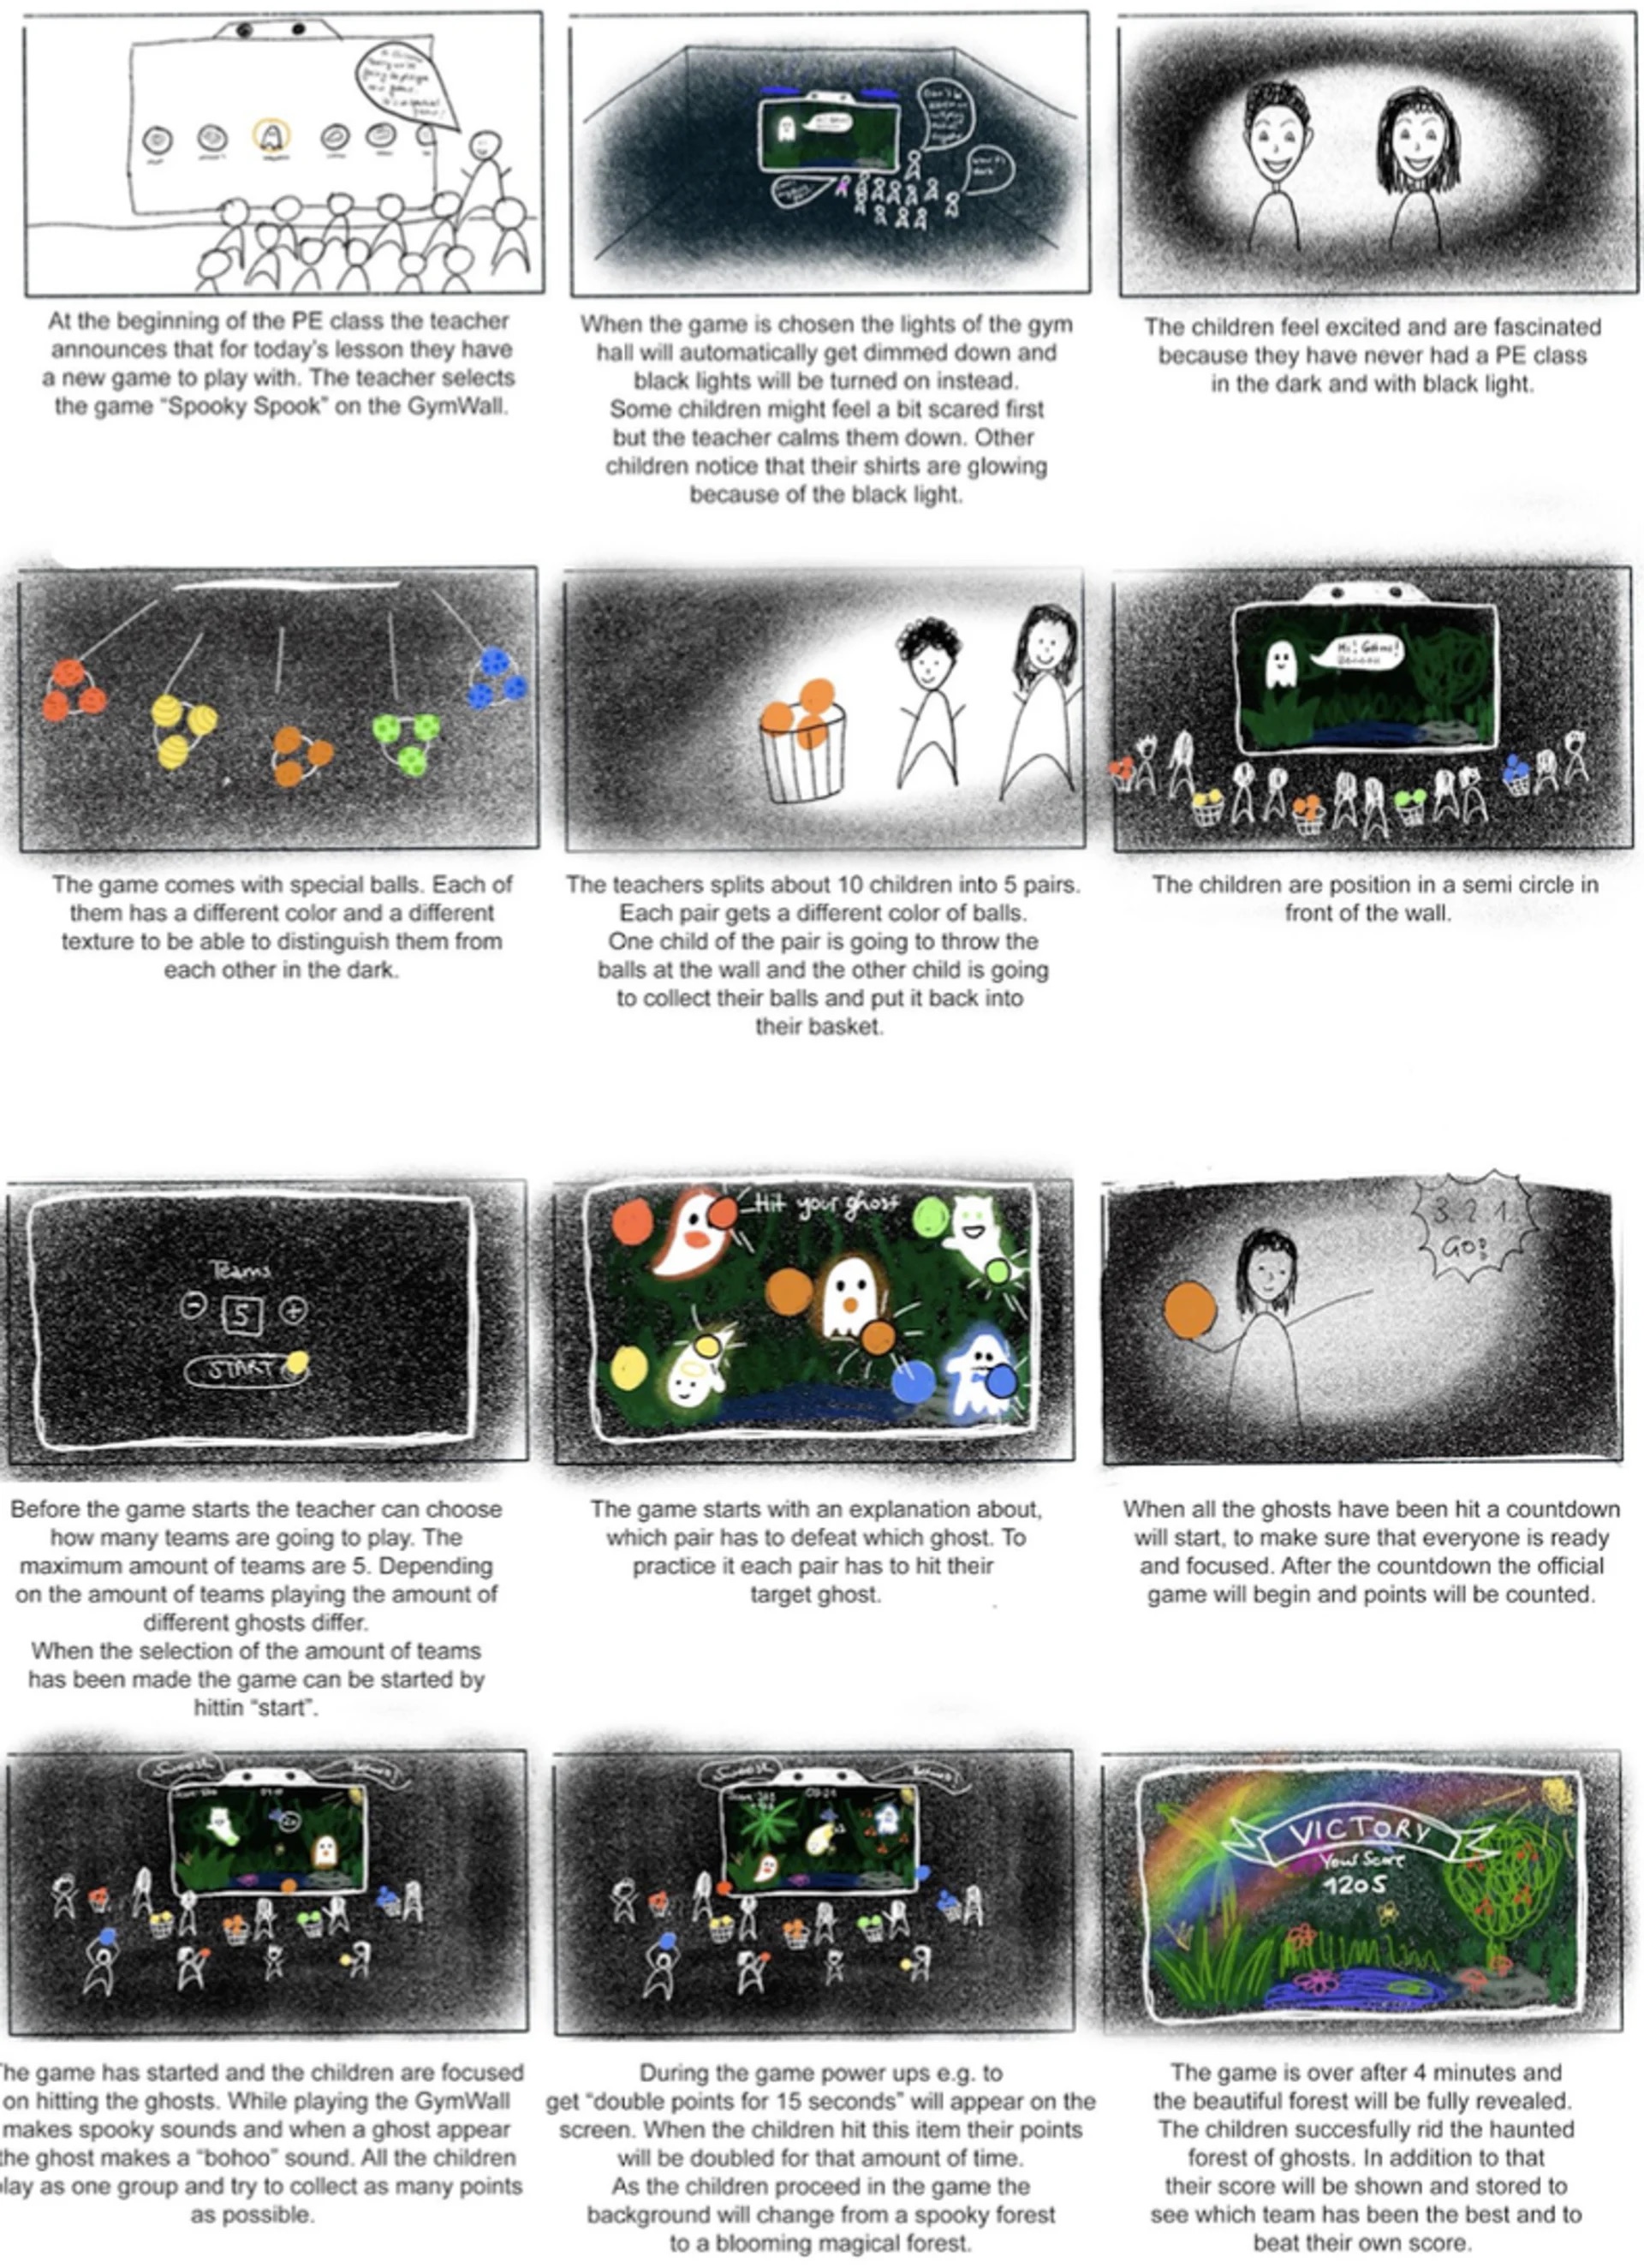 At the beginning of the PE class the teacher
announces that for today's lesson they have
a new game to play with. The teacher selects
the game “Spooky Spook” on the GymWall.
When the game is chosen the lights of the gym
hall will automatically get dimmed down and
black lights will be turned on instead.
Some children might feel a bit scared first
but the teacher calms them down. Other
children notice that their shirts are glowing
because of the black light.
The children feel excited and are fascinated
because they have never had a PE class
in the dark and with black light.
Hi!
The game comes with special balls. Each of
them has a different color and a different
texture to be able to distinguish them from
each other in the dark.
The teachers splits about 10 children into 5 pairs.
Each pair gets a different color of balls.
One child of the pair is going to throw the
balls at the wall and the other child is going
to collect their balls and put it back into
their basket.
The children are position in a semi circle in
front of the wall.
Teams
- 5 +
START
Hit your ghost
3 2 1
GO!
Before the game starts the teacher can choose
how many teams are going to play. The
maximum amount of teams are 5. Depending
on the amount of teams playing the amount of
different ghosts differ.
When the selection of the amount of teams
has been made the game can be started by
hittin “start”.
The game starts with an explanation about,
which pair has to defeat which ghost. To
practice it each pair has to hit their
target ghost.
When all the ghosts have been hit a countdown
will start, to make sure that everyone is ready
and focused. After the countdown the official
game will begin and points will be counted.
VICTORY
Your Score
1205
he game has started and the children are focused
on hitting the ghosts. While playing the GymWall
makes spooky sounds and when a ghost appear
he ghost makes a “bohoo” sound. All the children
lay as one group and try to collect as many points
as possible.
During the game power ups e.g. to
get “double points for 15 seconds” will appear on the
screen. When the children hit this item their points
will be doubled for that amount of time.
As the children proceed in the game the
background will change from a spooky forest
to a blooming magical forest.
The game is over after 4 minutes and
the beautiful forest will be fully revealed.
The children succesfully rid the haunted
forest of ghosts. In addition to that
their score will be shown and stored to
see which team has been the best and to
beat their own score.